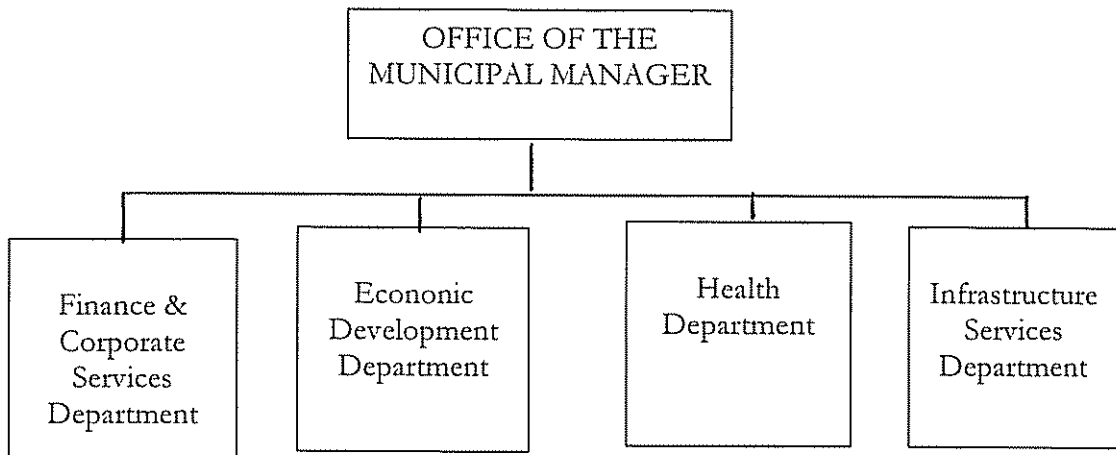 OFFICE OF THE
MUNICIPAL MANAGER
Finance &
Corporate
Services
Department
Econonic
Development
Department
Health
Department
Infrastructure
Services
Department